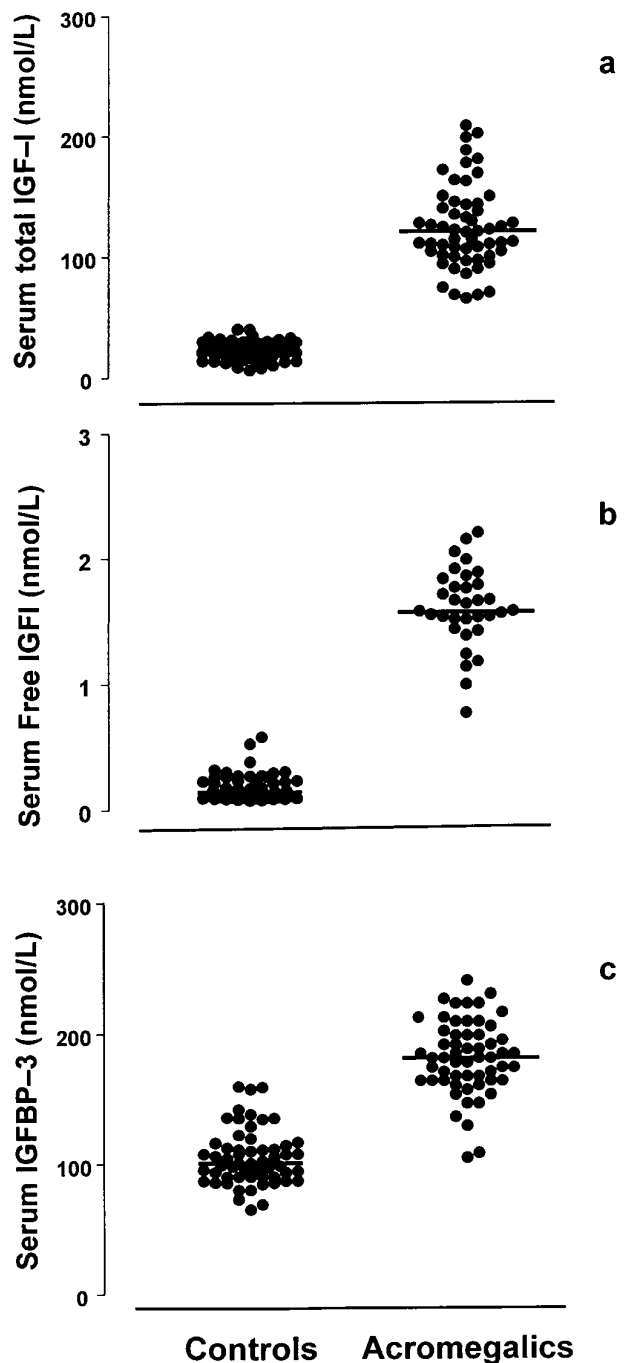 Serum total IGF–I (nmol/L)
300
200
100
0
a
Serum Free IGFI (nmol/L)
3
2
1
0
b
Serum IGFBP–3 (nmol/L)
300
200
100
0
c
Controls Acromegalics